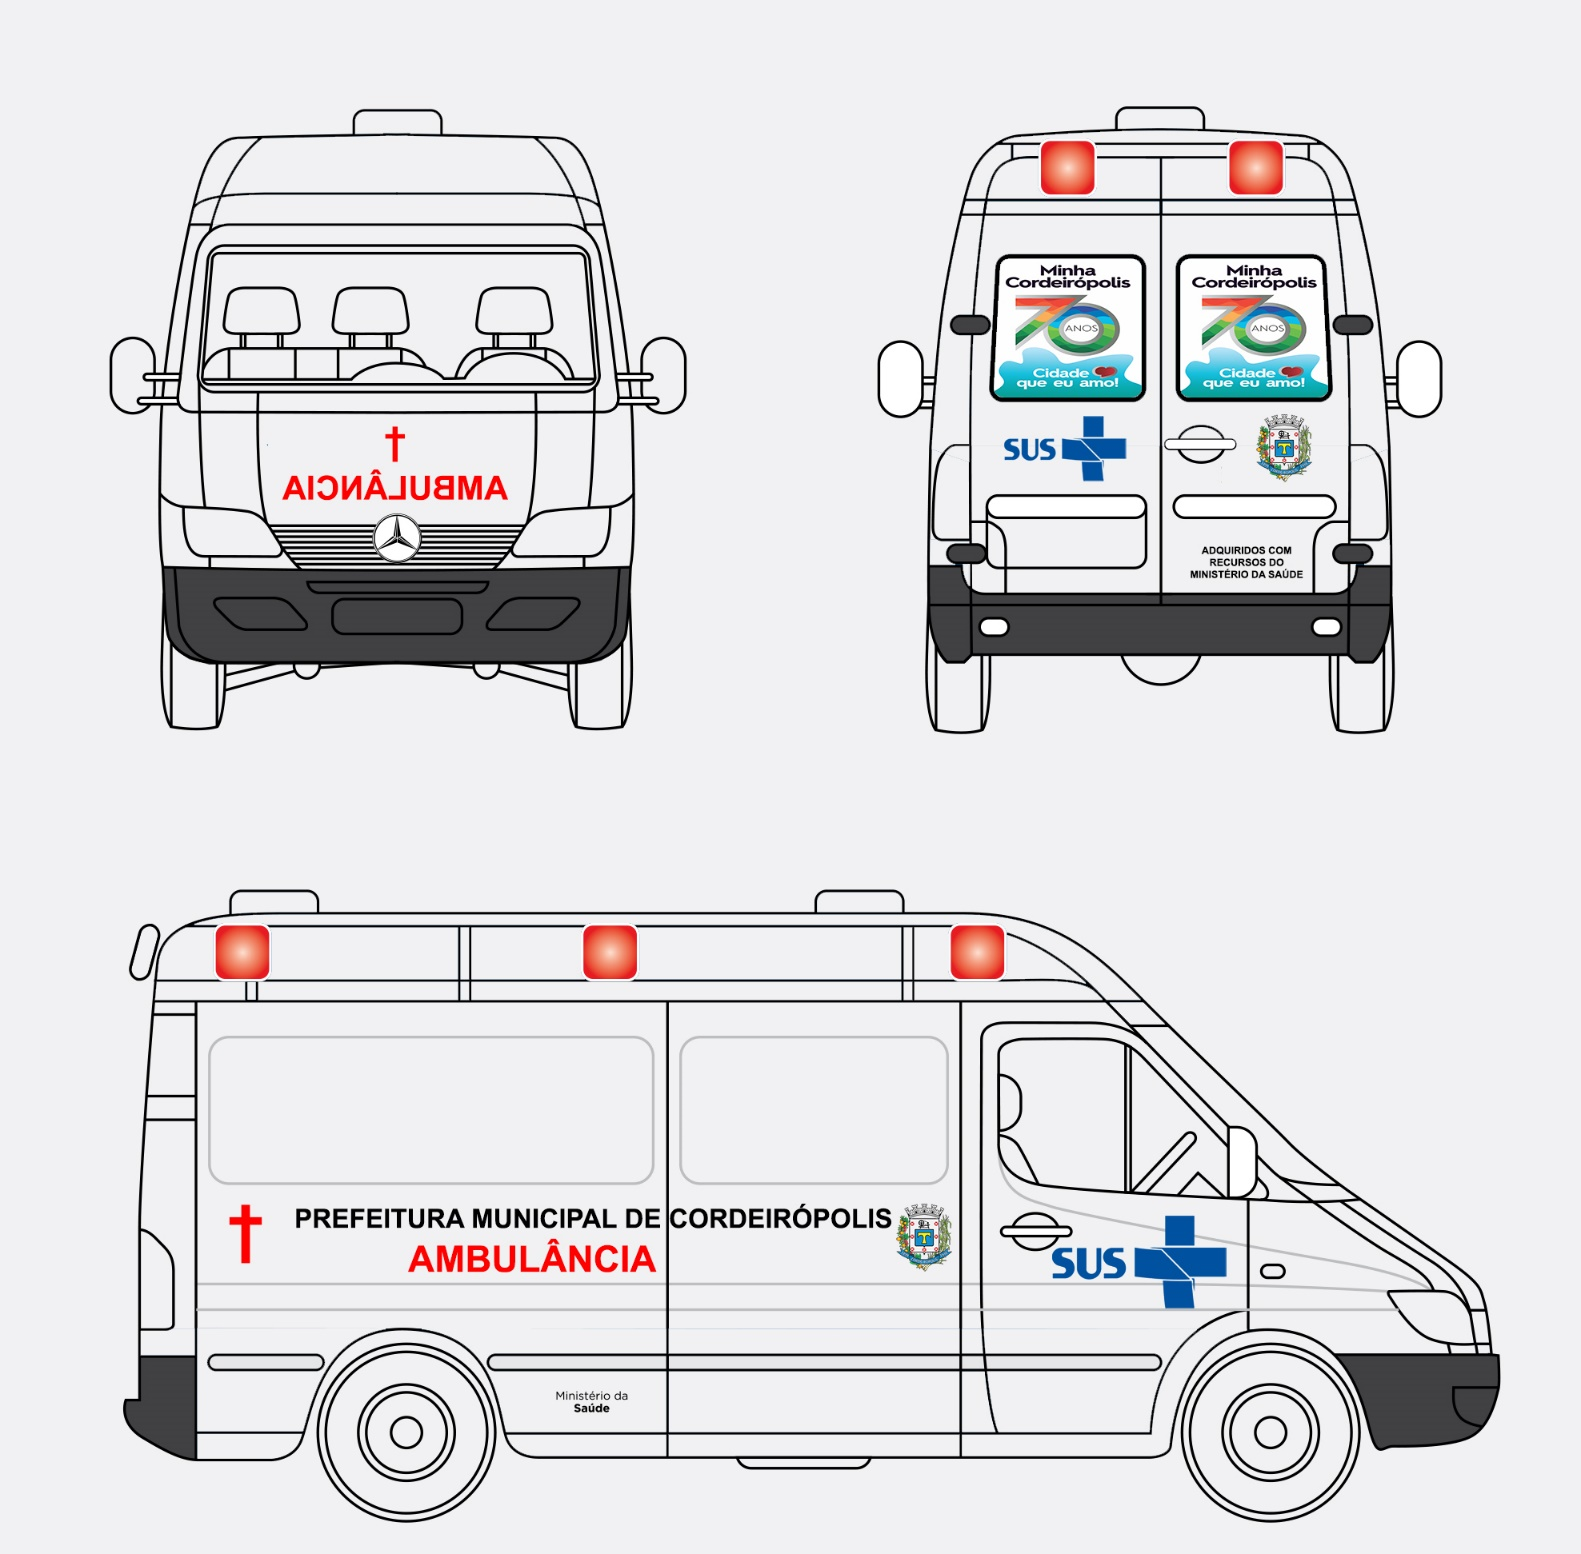 AMBULÂNCIA
Minha
Cordeirópolis
70
ANOS
Cidade
que eu amo!
Minha
Cordeirópolis
70
ANOS
Cidade
que eu amo!
SUS
ADQUIRIDOS COM
RECURSOS DO
MINISTÉRIO DA SAÚDE
PREFEITURA MUNICIPAL DE CORDEIRÓPOLIS
AMBULÂNCIA
SUS
Ministério da
Saúde